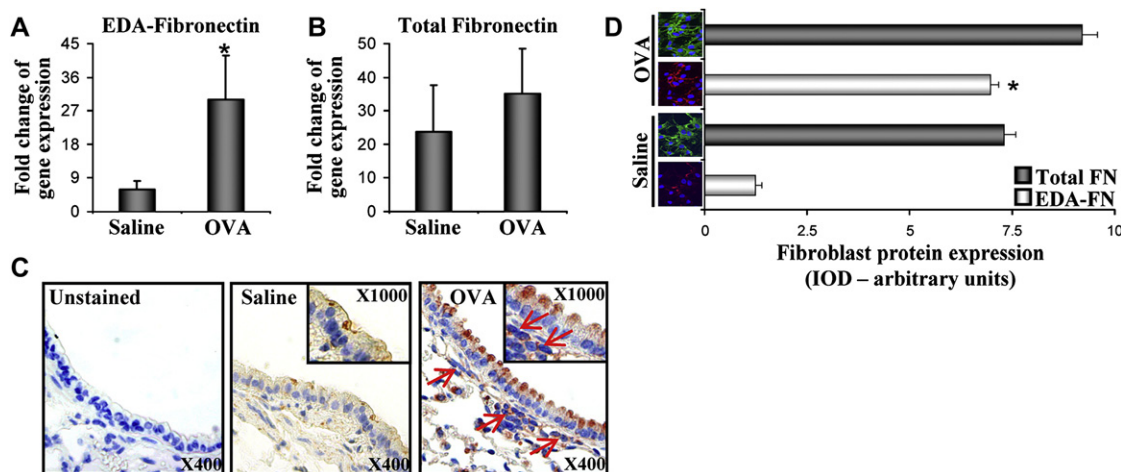 A
EDA-Fibronectin
Fold change of
gene expression
45
36
27
18
9
0
*
Saline
OVA
B
Total Fibronectin
Fold change of
gene expression
50
40
30
20
10
0
Saline
OVA
C
Unstained
X400
Saline
X1000
X400
OVA
X1000
X400
D
OVA
Saline
*
Total FN
EDA-FN
0
2.5
5
7.5
10
Fibroblast protein expression
(IOD – arbitrary units)